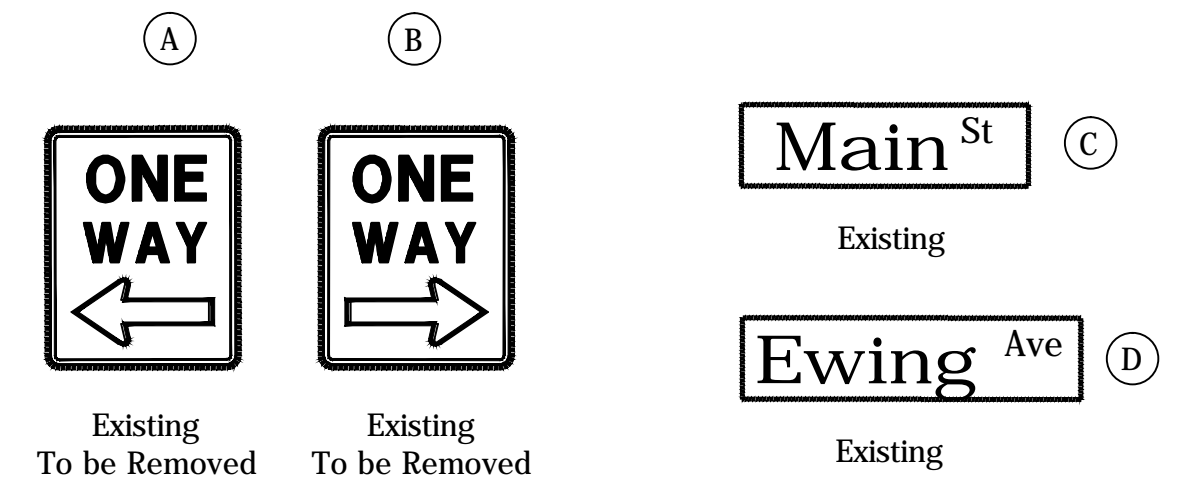 A
B
ONE
WAY
Existing
To be Removed
ONE
WAY
Existing
To be Removed
Main St
C
Existing
Ewing Ave
D
Existing